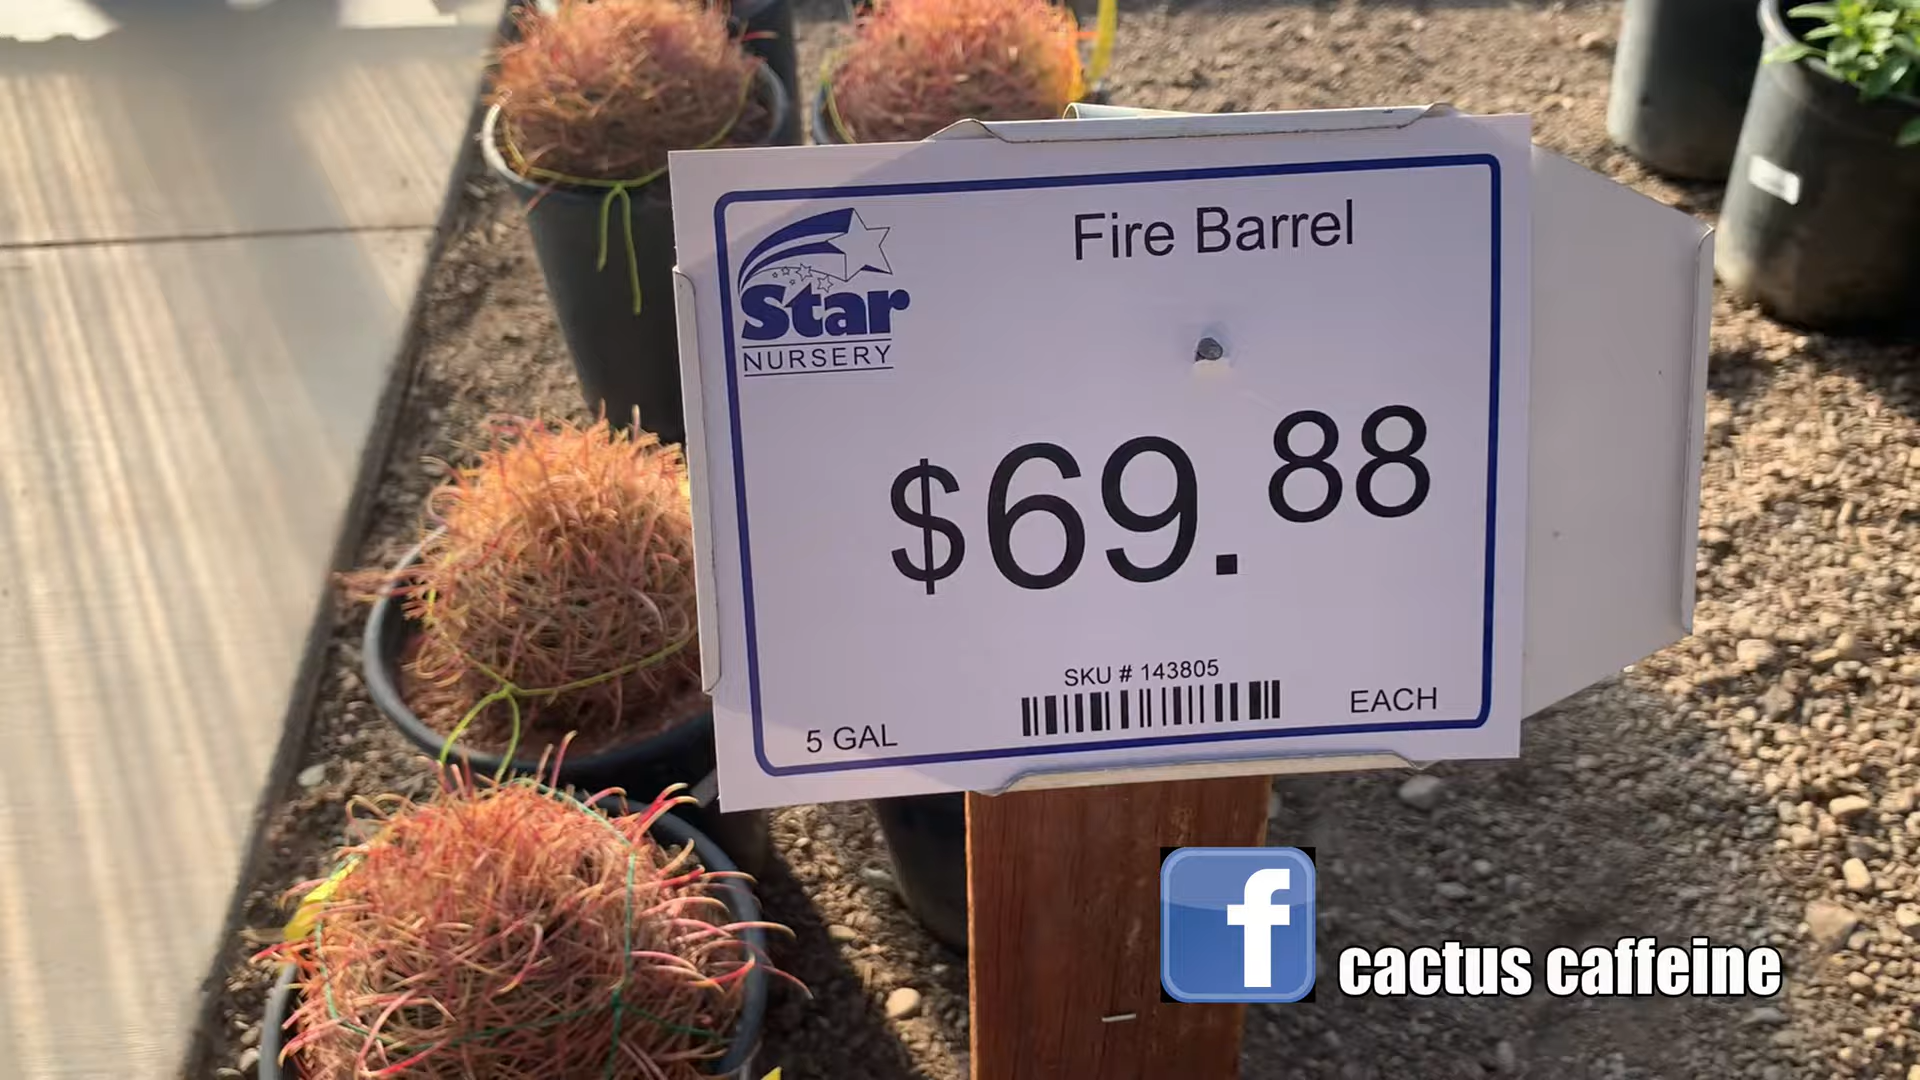 Fire Barrel
Star
NURSERY
$69.88
SKU # 143805
5 GAL
EACH
f
cactus caffeine